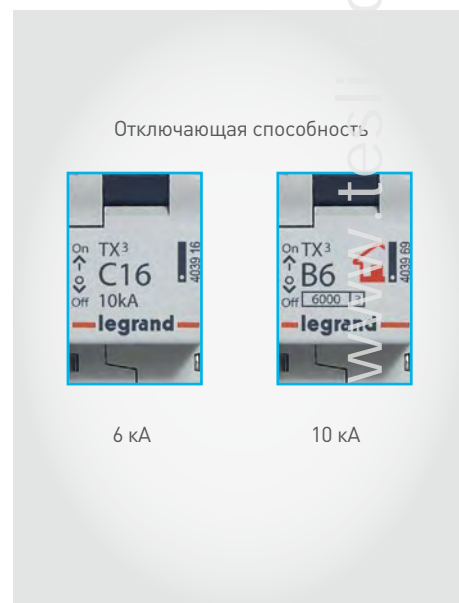 Отключающая способность
On TX³
C16
Off 10kA
legrand
4039 16
On TX³
B6
Off 6000 3
legrand
4039 69
6 кА
10 кА